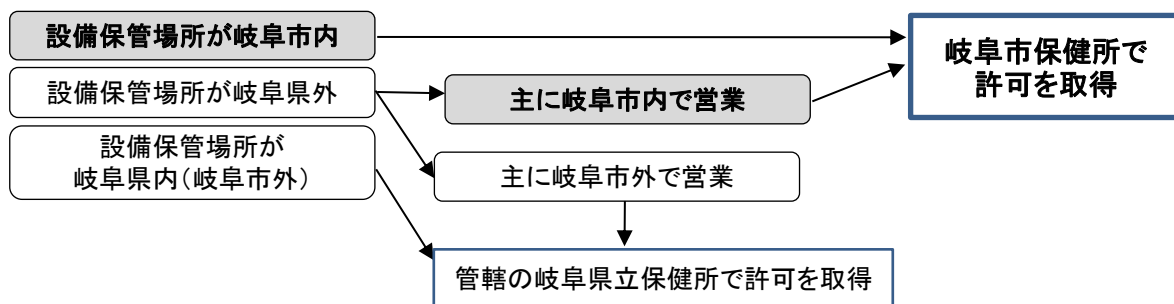 設備保管場所が岐阜市内
設備保管場所が岐阜県外
設備保管場所が
岐阜県内(岐阜市外)
主に岐阜市内で営業
主に岐阜市外で営業
岐阜市保健所で
許可を取得
管轄の岐阜県立保健所で許可を取得